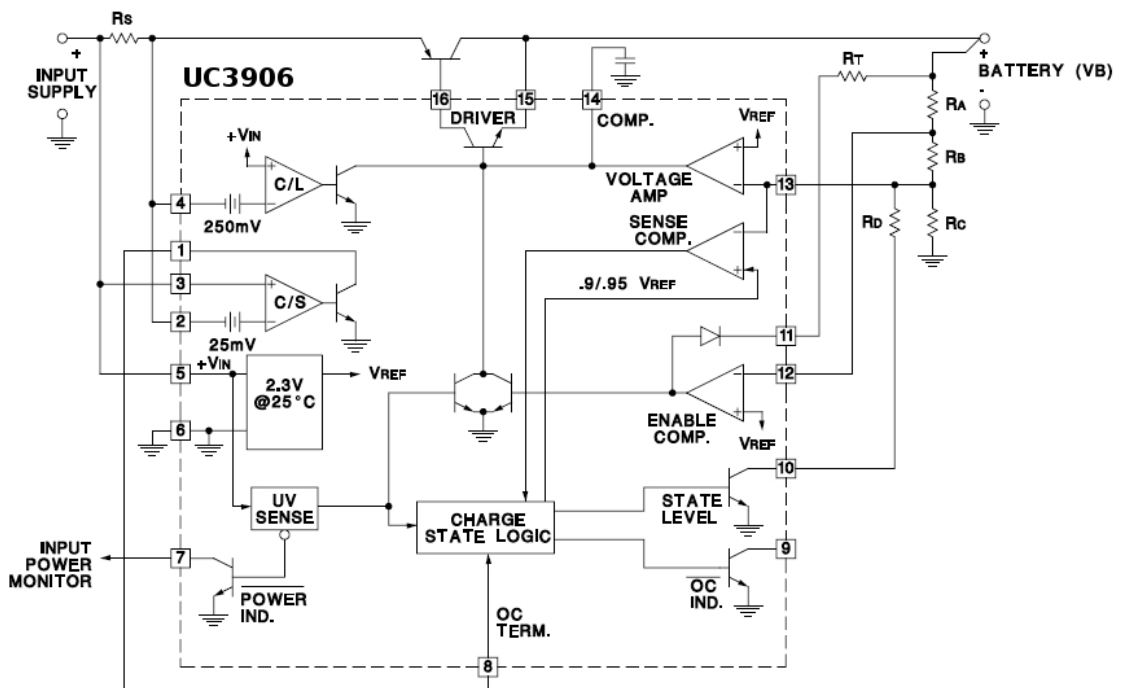 RS
+
INPUT
SUPPLY
UC3906
16
15
14
DRIVER
COMP.
RT
+
BATTERY (VB)
-
RA
RB
RC
RD
+VIN
+
C/L
-
4
250mV
VREF
+
-
VOLTAGE
AMP
13
SENSE
COMP.
-
+
.9/.95 VREF
1
3
+
C/S
-
2
25mV
11
5
+VIN
2.3V
@25°C
VREF
12
-
+
ENABLE
COMP.
VREF
6
10
UV
SENSE
CHARGE
STATE LOGIC
STATE
LEVEL
INPUT
POWER
MONITOR
7
POWER
IND.
9
OC
IND.
OC
TERM.
8